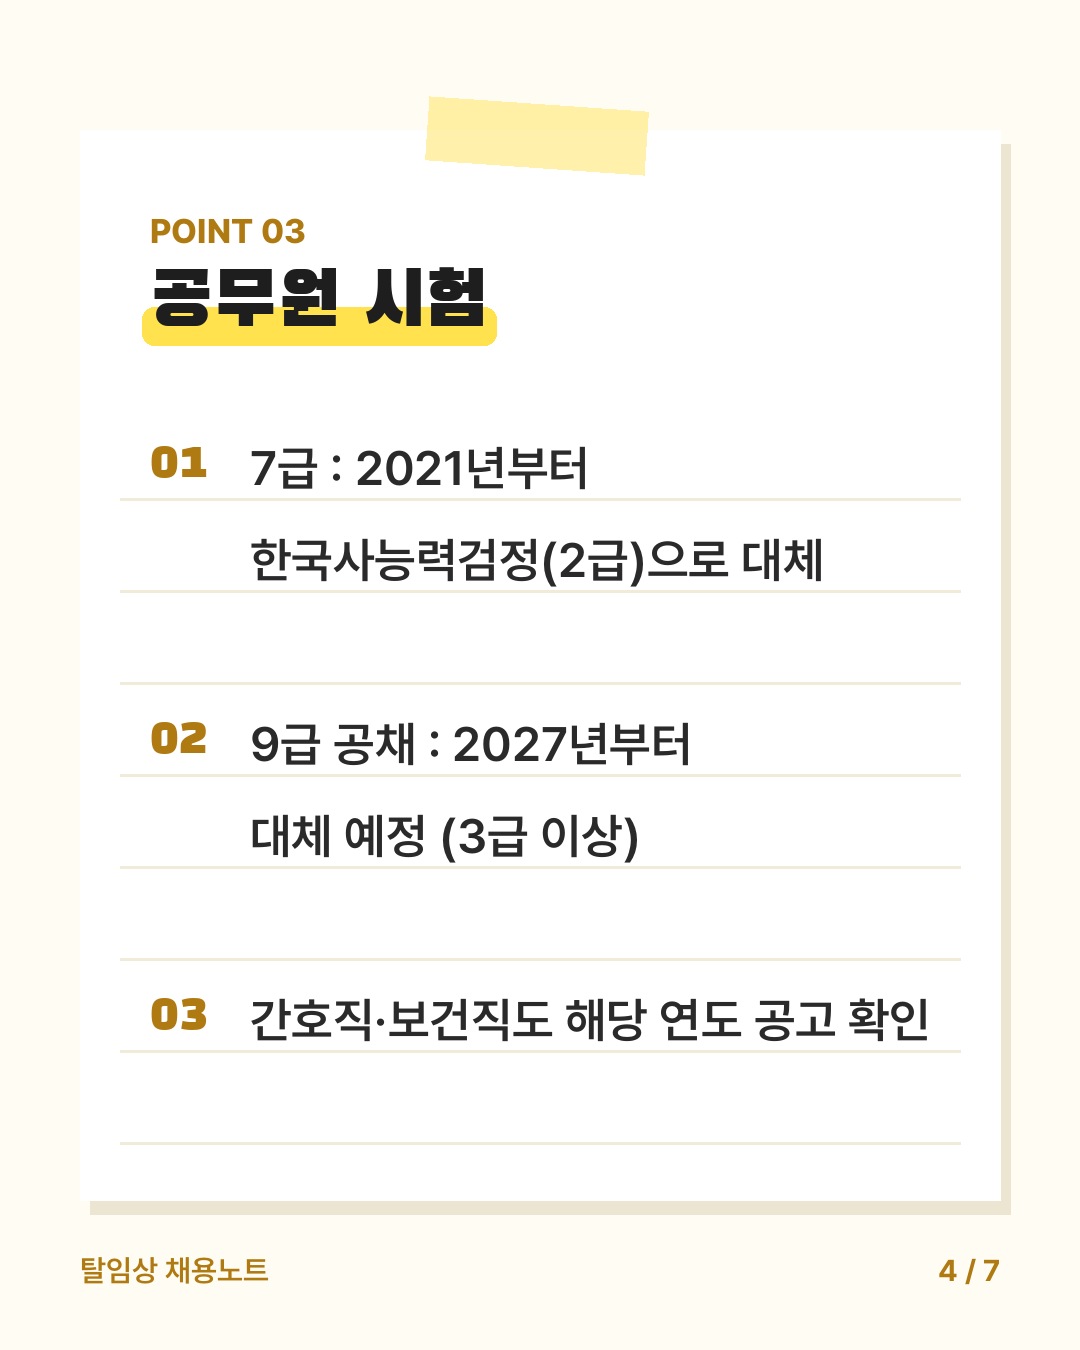 POINT 03
공무원 시험
01 7급 : 2021년부터
한국사능력검정(2급)으로 대체
02 9급 공채 : 2027년부터
대체 예정 (3급 이상)
03 간호직·보건직도 해당 연도 공고 확인
탈임상 채용노트
4 / 7